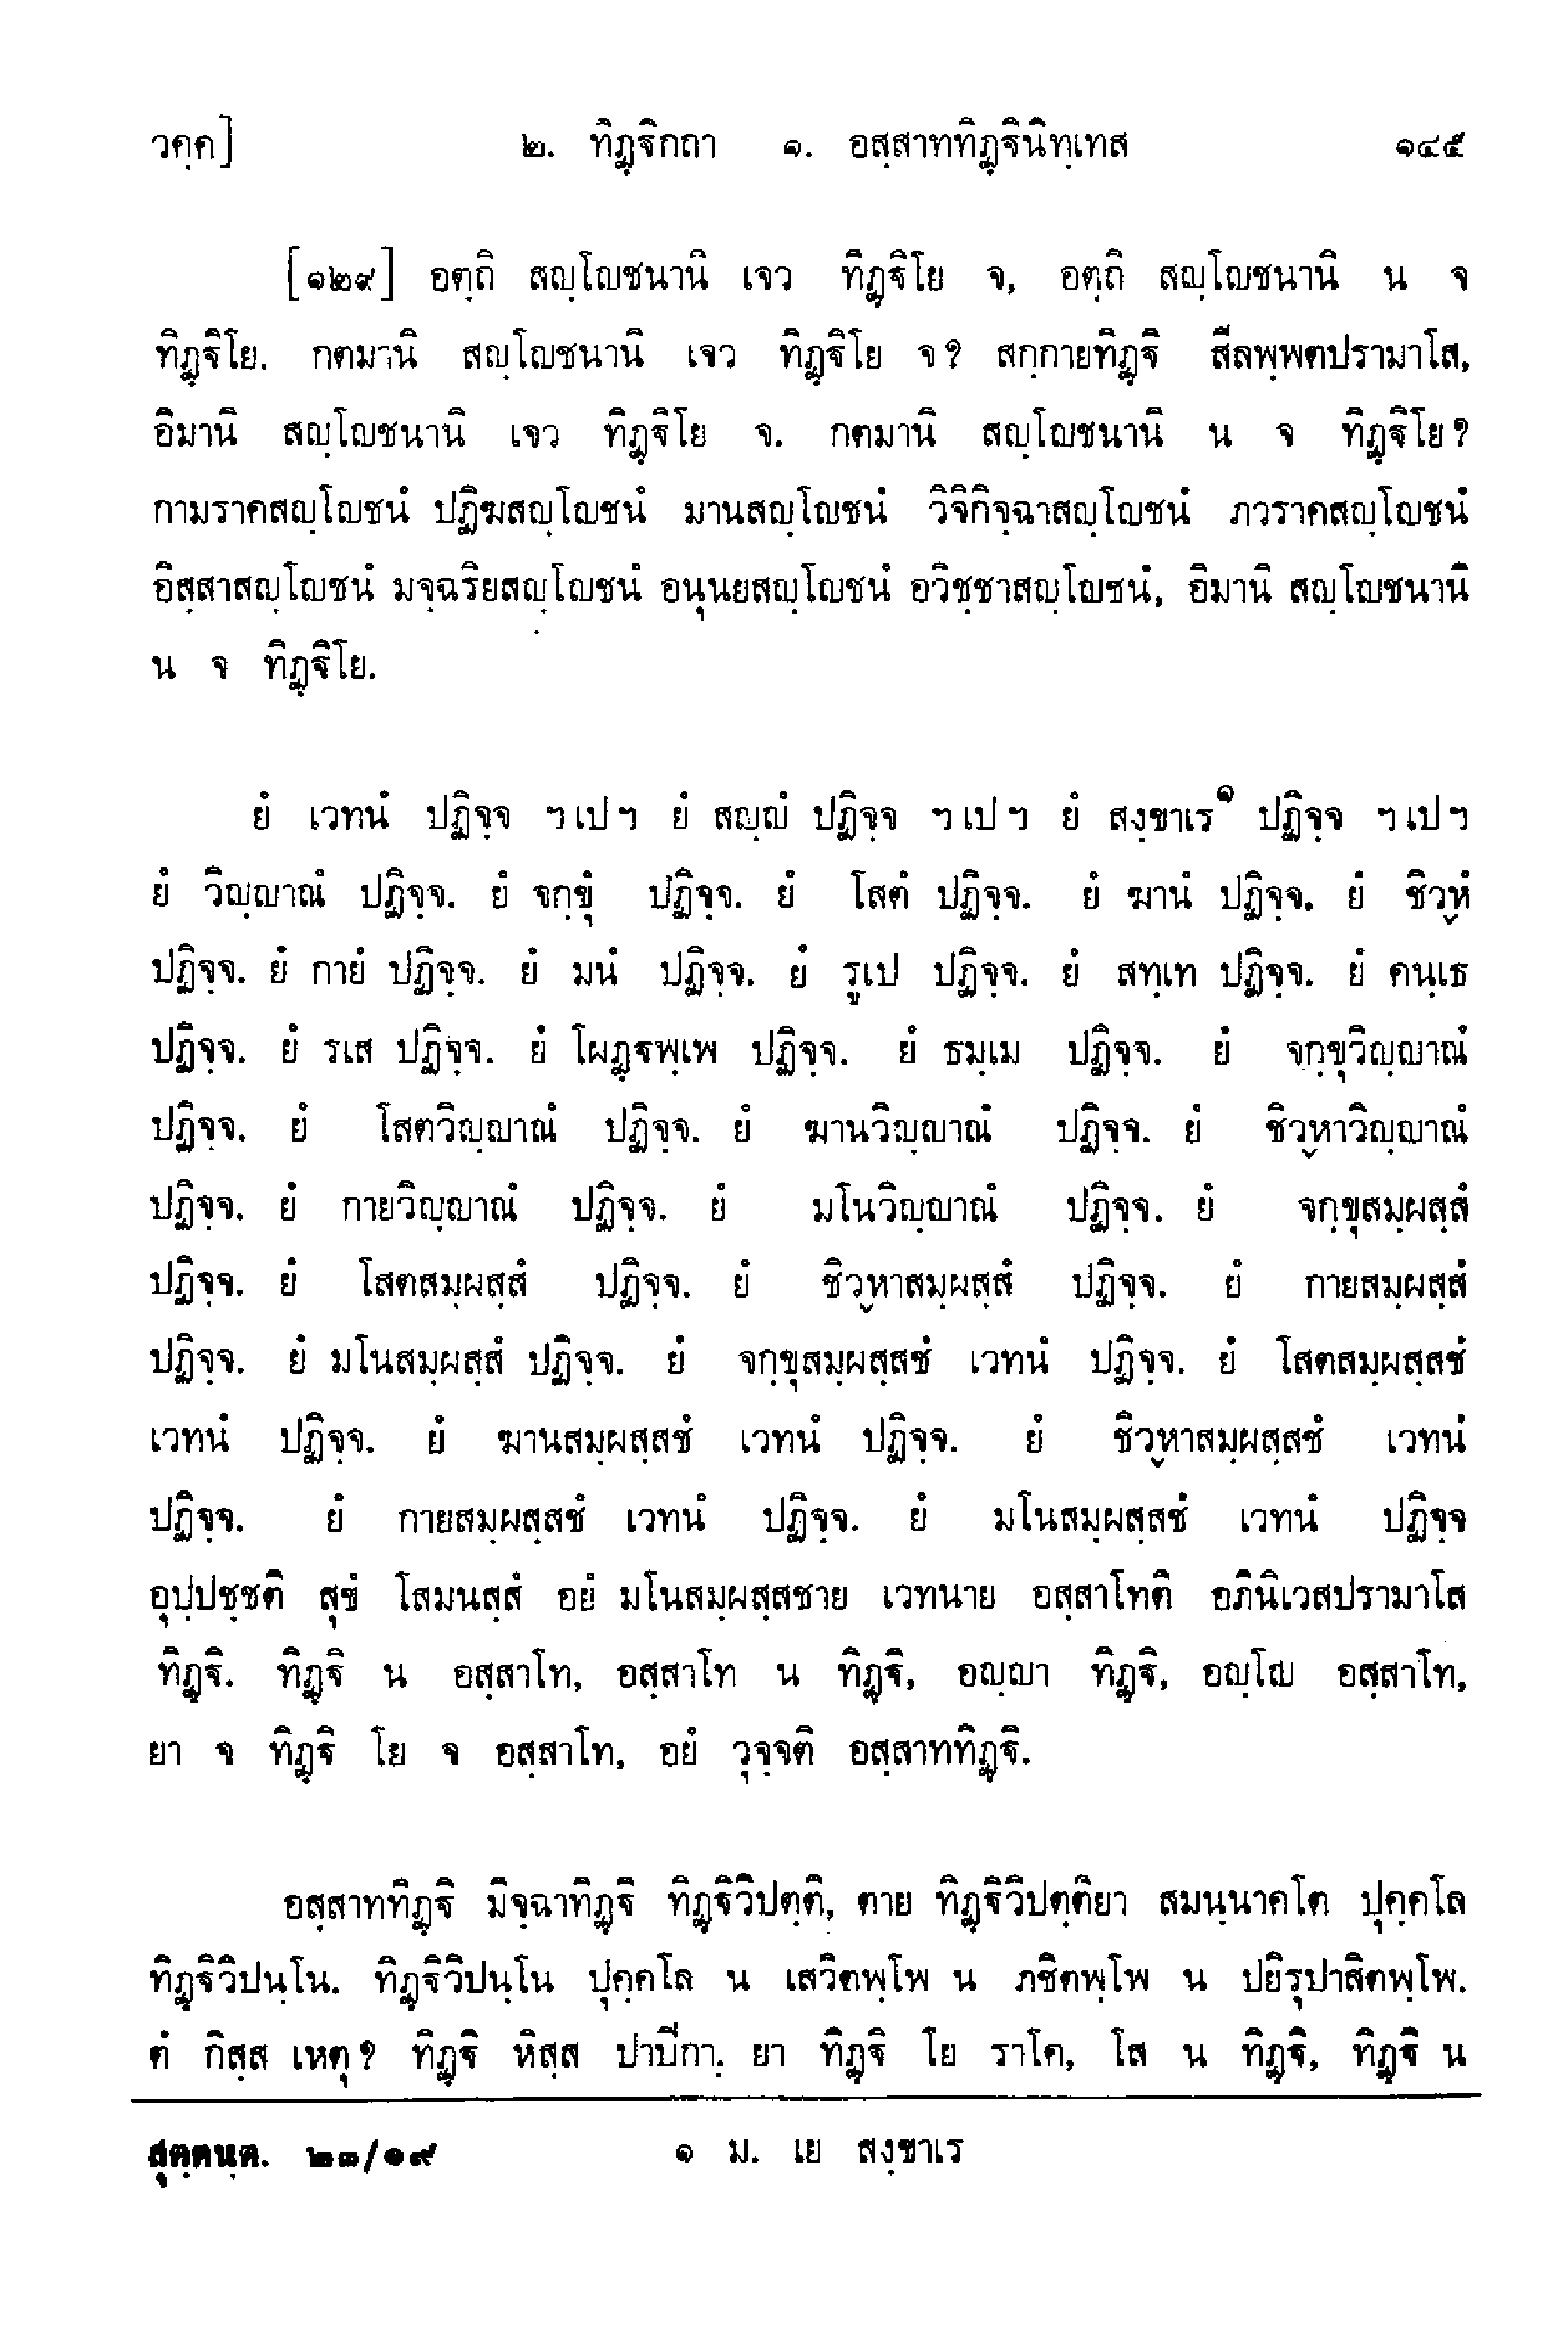 วคฺค] ๒. ทิฏฺฐิกถา ๑. อสฺสาททิฏฺฐินิทฺเทส ๑๔๕
[๑๒๙] อตฺถิ สญฺโญชนานิ เจว ทิฏฺฐิโย จ, อตฺถิ สญฺโญชนานิ น จ
ทิฏฺฐิโย. กตมานิ สญฺโญชนานิ เจว ทิฏฺฐิโย จ? สกฺกายทิฏฺฐิ สีลพฺพตปรามาโส,
อิมานิ สญฺโญชนานิ เจว ทิฏฺฐิโย จ. กตมานิ สญฺโญชนานิ น จ ทิฏฺฐิโย?
กามราคสญฺโญชนํ ปฏิฆสญฺโญชนํ มานสญฺโญชนํ วิจิกิจฺฉาสญฺโญชนํ ภวราคสญฺโญชนํ
อิสฺสาสญฺโญชนํ มจฺฉริยสญฺโญชนํ อนุนยสญฺโญชนํ อวิชฺชาสญฺโญชนํ, อิมานิ สญฺโญชนานิ
น จ ทิฏฺฐิโย.
ยํ เวทนํ ปฏิจฺจ ฯเปฯ ยํ สญฺญํ ปฏิจฺจ ฯเปฯ ยํ สงฺขาเร๑ ปฏิจฺจ ฯเปฯ
ยํ วิญฺญาณํ ปฏิจฺจ. ยํ จกฺขุํ ปฏิจฺจ. ยํ โสตํ ปฏิจฺจ. ยํ ฆานํ ปฏิจฺจ. ยํ ชิวฺหํ
ปฏิจฺจ. ยํ กายํ ปฏิจฺจ. ยํ มนํ ปฏิจฺจ. ยํ รูเป ปฏิจฺจ. ยํ สทฺเท ปฏิจฺจ. ยํ คนฺเธ
ปฏิจฺจ. ยํ รเส ปฏิจฺจ. ยํ โผฏฺฐพฺเพ ปฏิจฺจ. ยํ ธมฺเม ปฏิจฺจ. ยํ จกฺขุวิญฺญาณํ
ปฏิจฺจ. ยํ โสตวิญฺญาณํ ปฏิจฺจ. ยํ ฆานวิญฺญาณํ ปฏิจฺจ. ยํ ชิวฺหาวิญฺญาณํ
ปฏิจฺจ. ยํ กายวิญฺญาณํ ปฏิจฺจ. ยํ มโนวิญฺญาณํ ปฏิจฺจ. ยํ จกฺขุสมฺผสฺสํ
ปฏิจฺจ. ยํ โสตสมฺผสฺสํ ปฏิจฺจ. ยํ ชิวฺหาสมฺผสฺสํ ปฏิจฺจ. ยํ กายสมฺผสฺสํ
ปฏิจฺจ. ยํ มโนสมฺผสฺสํ ปฏิจฺจ. ยํ จกฺขุสมฺผสฺสชํ เวทนํ ปฏิจฺจ. ยํ โสตสมฺผสฺสชํ
เวทนํ ปฏิจฺจ. ยํ ฆานสมฺผสฺสชํ เวทนํ ปฏิจฺจ. ยํ ชิวฺหาสมฺผสฺสชํ เวทนํ
ปฏิจฺจ. ยํ กายสมฺผสฺสชํ เวทนํ ปฏิจฺจ. ยํ มโนสมฺผสฺสชํ เวทนํ ปฏิจฺจ
อุปฺปชฺชติ สุขํ โสมนสฺสํ อยํ มโนสมฺผสฺสชาย เวทนาย อสฺสาโทติ อภินิเวสปรามาโส
ทิฏฺฐิ. ทิฏฺฐิ น อสฺสาโท, อสฺสาโท น ทิฏฺฐิ, อญฺญา ทิฏฺฐิ, อญฺโญ อสฺสาโท,
ยา จ ทิฏฺฐิ โย จ อสฺสาโท, อยํ วุจฺจติ อสฺสาททิฏฺฐิ.
อสฺสาททิฏฺฐิ มิจฺฉาทิฏฺฐิ ทิฏฺฐิวิปตฺติ, ตาย ทิฏฺฐิวิปตฺติยา สมนฺนาคโต ปุคฺคโล
ทิฏฺฐิวิปนฺโน. ทิฏฺฐิวิปนฺโน ปุคฺคโล น เสวิตพฺโพ น ภชิตพฺโพ น ปยิรุปาสิตพฺโพ.
ตํ กิสฺส เหตุ? ทิฏฺฐิ หิสฺส ปาปิกา. ยา ทิฏฺฐิ โย ราโค, โส น ทิฏฺฐิ, ทิฏฺฐิ น
สุตฺตนฺต. ๒๓/๑๙ ๑ ม. เย สงฺขาเร